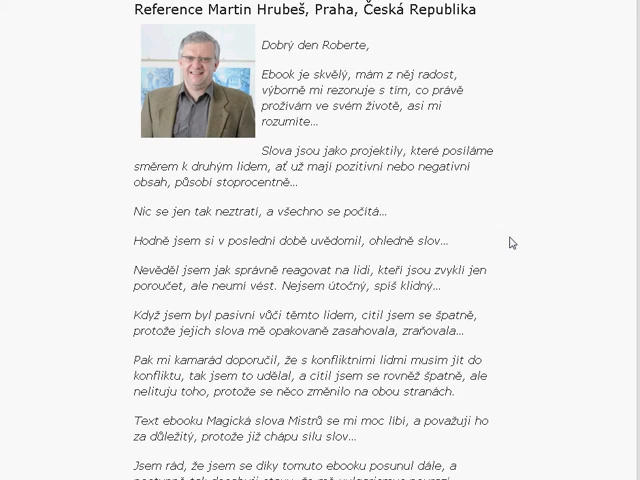 Reference Martin Hrubeš, Praha, Česká Republika
Dobrý den Roberte,
Ebook je skvělý, mám z něj radost,
výborně mi rezonuje s tím, co právě
prožívám ve svém životě, asi mi
rozumíte...
Slova jsou jako projektily, které posíláme
směrem k druhým lidem, ať už mají pozitivní nebo negativní
obsah, působí stoprocentně...
Nic se jen tak neztratí, a všechno se počítá...
Hodně jsem si v poslední době uvědomil, ohledně slov...
Nevěděl jsem jak správně reagovat na lidi, kteří jsou zvyklí jen
poroučet, ale neumí vést. Nejsem útočný, spíš klidný...
Když jsem byl pasivní vůči těmto lidem, cítil jsem se špatně,
protože jejich slova mě opakovaně zasahovala, zraňovala...
Pak mi kamarád doporučil, že s konfliktními lidmi musím jít do
konfliktu, tak jsem to udělal, a cítil jsem se rovněž špatně, ale
nelituji toho, protože se něco změnilo na obou stranách.
Text ebooku Magická slova Mistrů se mi moc líbí, a považuji ho
za důležitý, protože již chápu sílu slov...
Jsem rád, že jsem se díky tomuto ebooku posunul dále, a